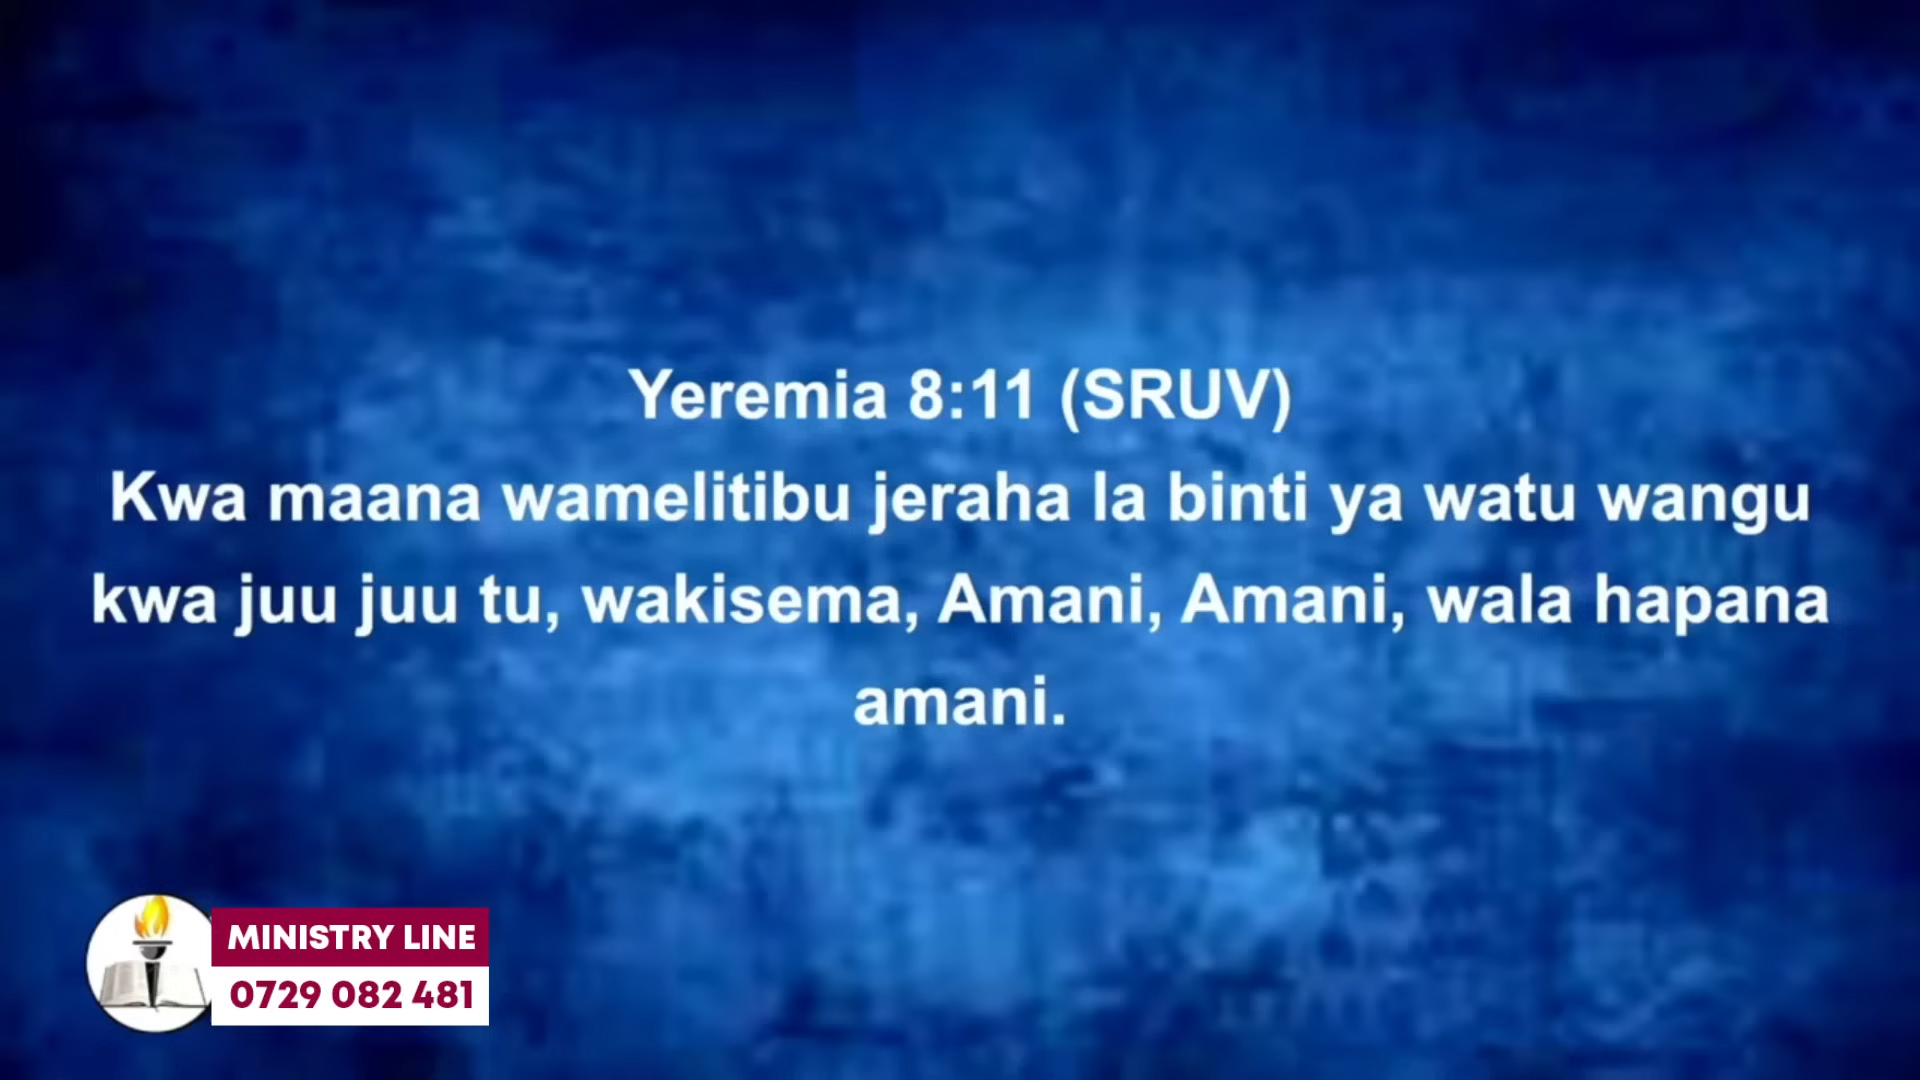 Yeremia 8:11 (SRUV)
Kwa maana wamelitibu jeraha la binti ya watu wangu
kwa juu juu tu, wakisema, Amani, Amani, wala hapana
amani.
MINISTRY LINE
0729 082 481